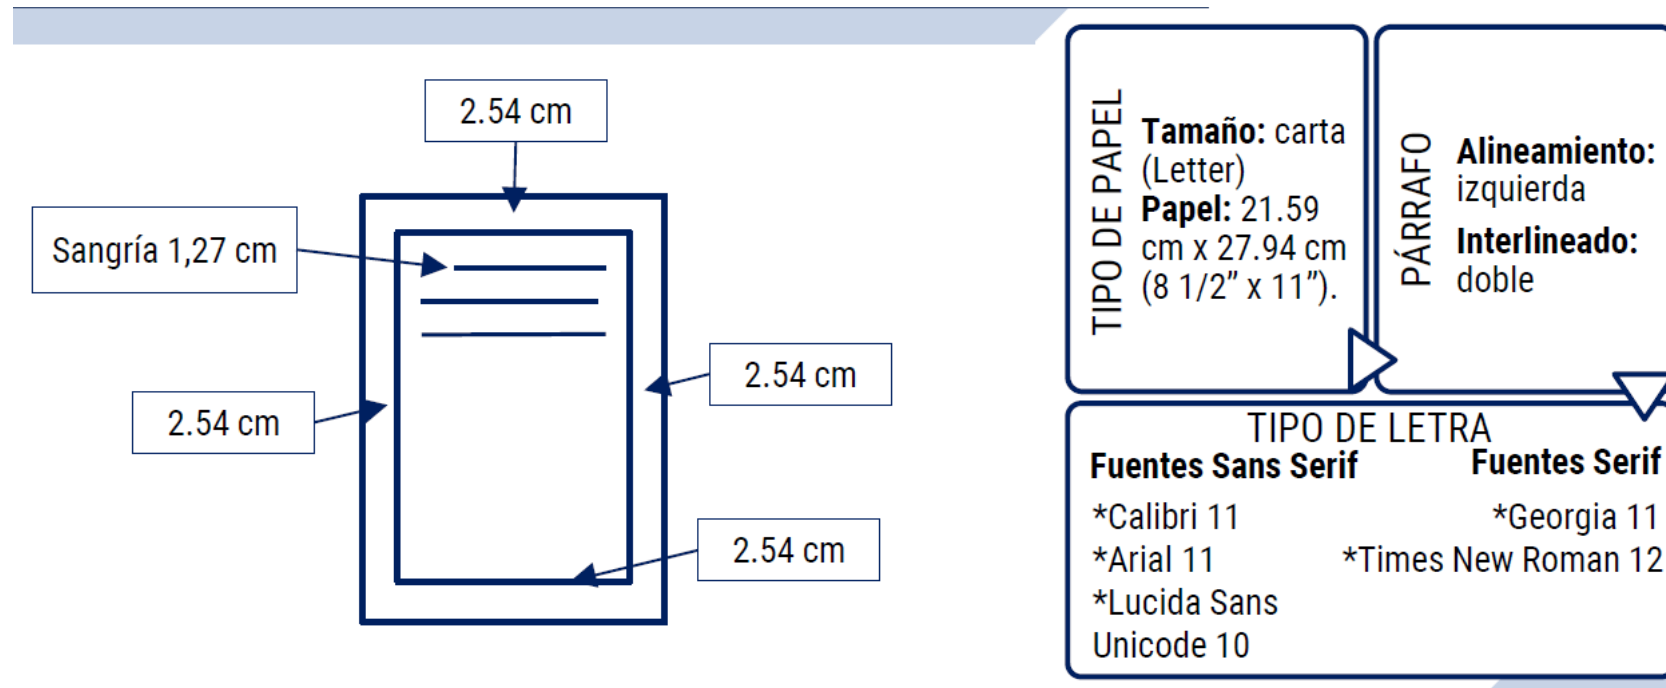 2.54 cm
Sangría 1,27 cm
2.54 cm
2.54 cm
2.54 cm
TIPO DE PAPEL
Tamaño: carta
(Letter)
Papel: 21.59
cm x 27.94 cm
(8 1/2” x 11”).
PÁRRAFO
Alineamiento:
izquierda
Interlineado:
doble
TIPO DE LETRA
Fuentes Sans Serif
*Calibri 11
*Arial 11
*Lucida Sans
Unicode 10
Fuentes Serif
*Georgia 11
*Times New Roman 12